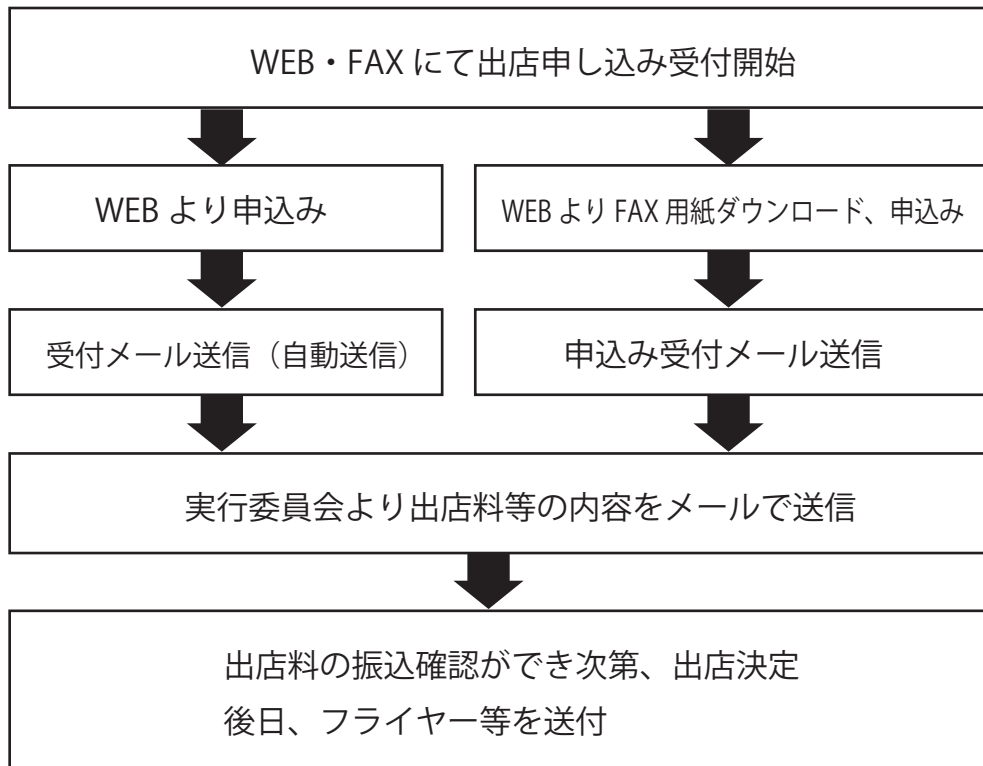 WEB・FAX にて出店申し込み受付開始
WEB より申込み
WEB より FAX 用紙ダウンロード、申込み
受付メール送信（自動送信）
申込み受付メール送信
実行委員会より出店料等の内容をメールで送信
出店料の振込確認ができ次第、出店決定
後日、フライヤー等を送付